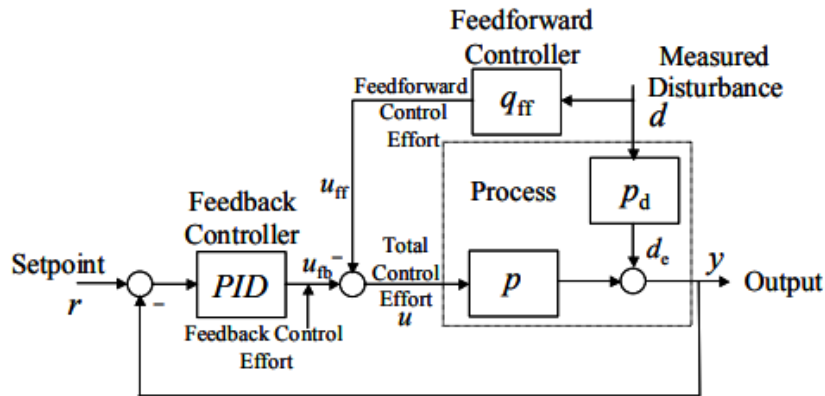 Feedforward
Controller
Measured
Disturbance
d
Feedforward
Control
Effort
q_ff
u_ff
Process
p_d
Feedback
Controller
Setpoint
r
PID
u_fb
−
Total
Control
Effort
u
p
d_e
y
Output
−
Feedback Control
Effort